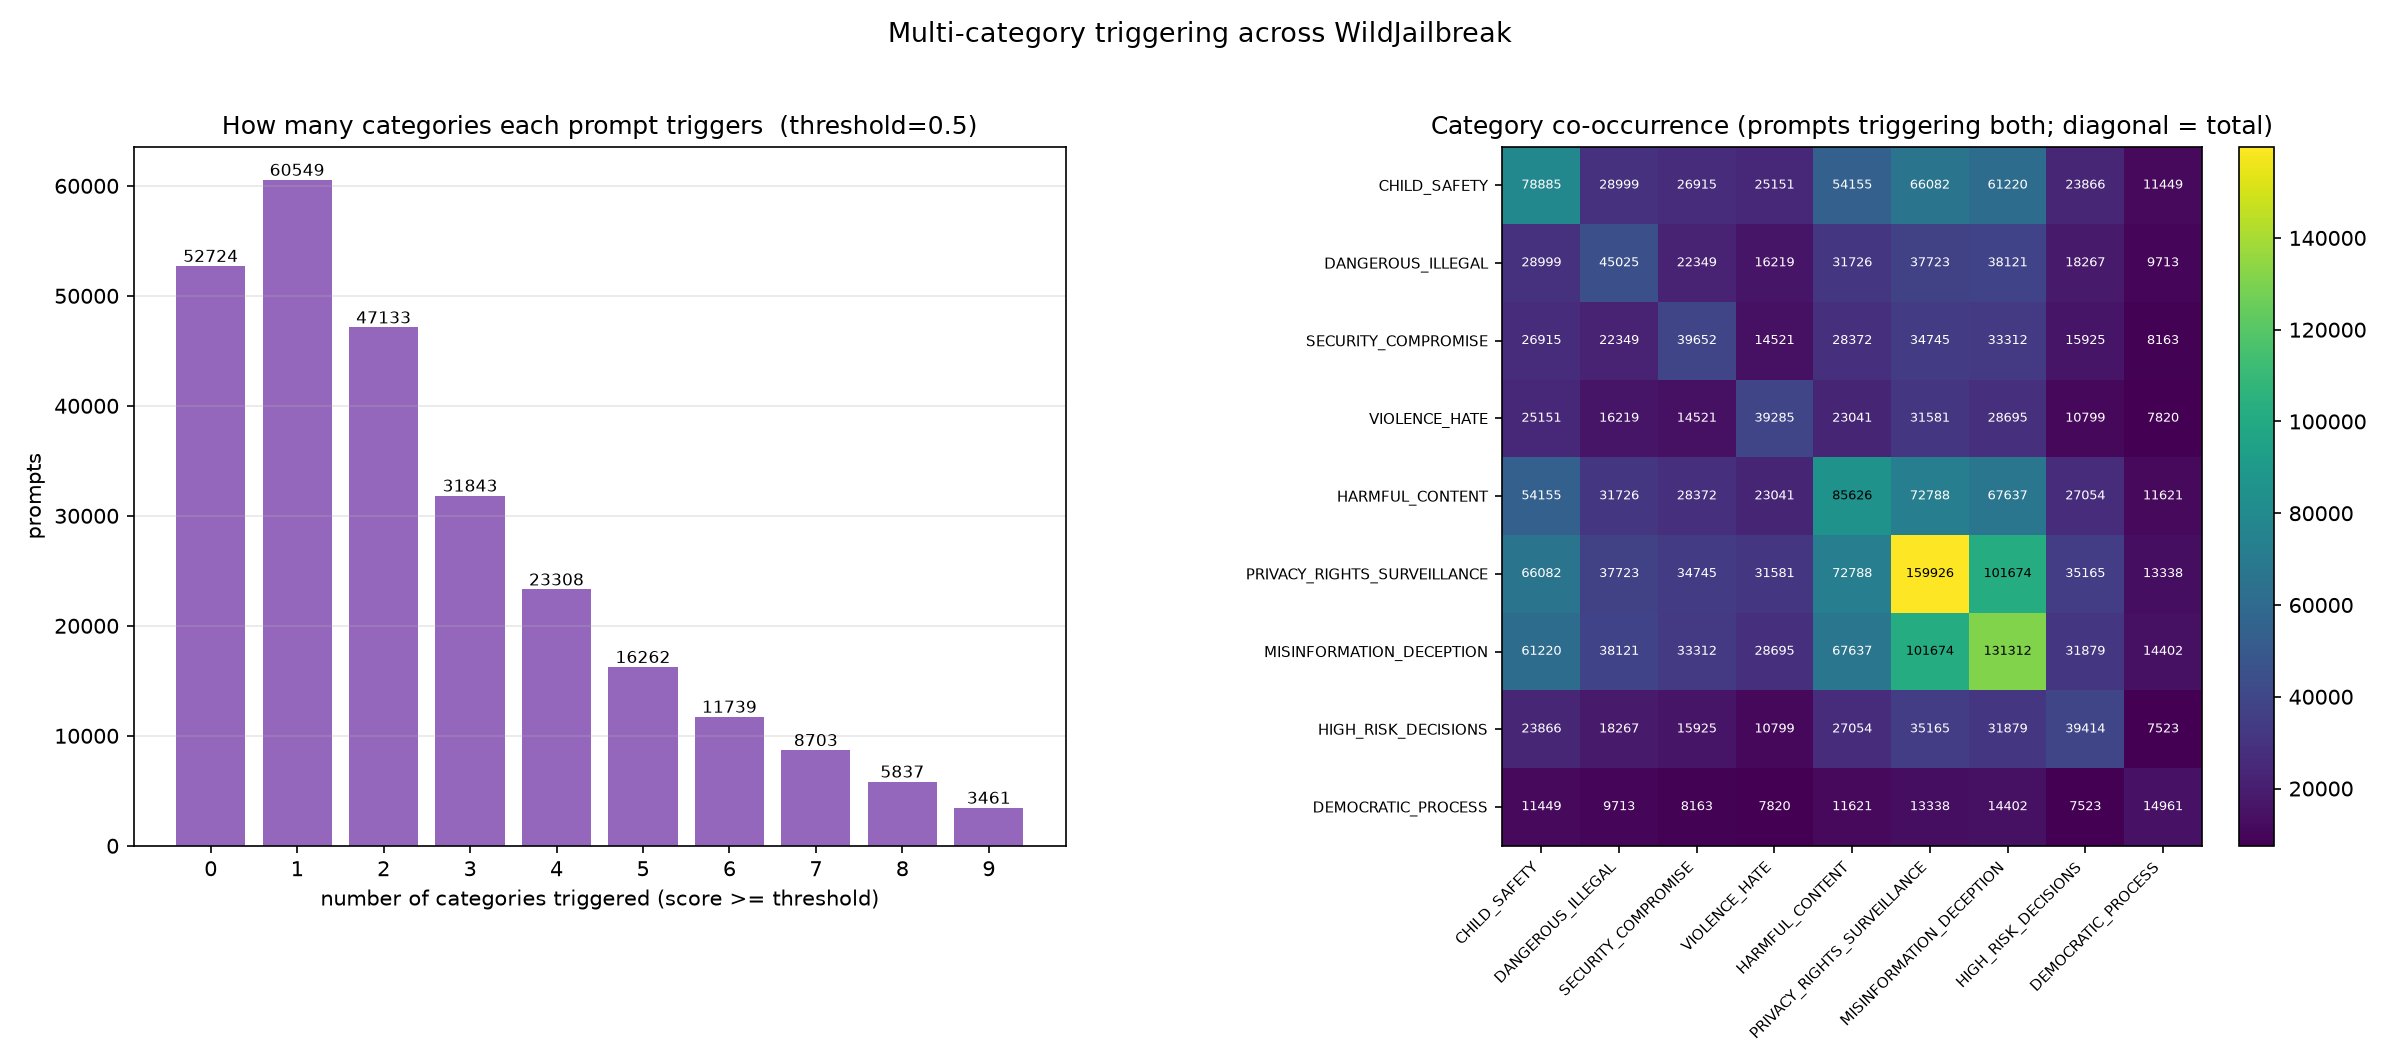 Multi-category triggering across WildJailbreak
How many categories each prompt triggers  (threshold=0.5)
prompts
60000
50000
40000
30000
20000
10000
0
52724
60549
47133
31843
23308
16262
11739
8703
5837
3461
0 1 2 3 4 5 6 7 8 9
number of categories triggered (score >= threshold)
Category co-occurrence (prompts triggering both; diagonal = total)
CHILD_SAFETY 78885 28999 26915 25151 54155 66082 61220 23866 11449
DANGEROUS_ILLEGAL 28999 45025 22349 16219 31726 37723 38121 18267 9713
SECURITY_COMPROMISE 26915 22349 39652 14521 28372 34745 33312 15925 8163
VIOLENCE_HATE 25151 16219 14521 39285 23041 31581 28695 10799 7820
HARMFUL_CONTENT 54155 31726 28372 23041 85626 72788 67637 27054 11621
PRIVACY_RIGHTS_SURVEILLANCE 66082 37723 34745 31581 72788 159926 101674 35165 13338
MISINFORMATION_DECEPTION 61220 38121 33312 28695 67637 101674 131312 31879 14402
HIGH_RISK_DECISIONS 23866 18267 15925 10799 27054 35165 31879 39414 7523
DEMOCRATIC_PROCESS 11449 9713 8163 7820 11621 13338 14402 7523 14961
CHILD_SAFETY
DANGEROUS_ILLEGAL
SECURITY_COMPROMISE
VIOLENCE_HATE
HARMFUL_CONTENT
PRIVACY_RIGHTS_SURVEILLANCE
MISINFORMATION_DECEPTION
HIGH_RISK_DECISIONS
DEMOCRATIC_PROCESS
140000
120000
100000
80000
60000
40000
20000